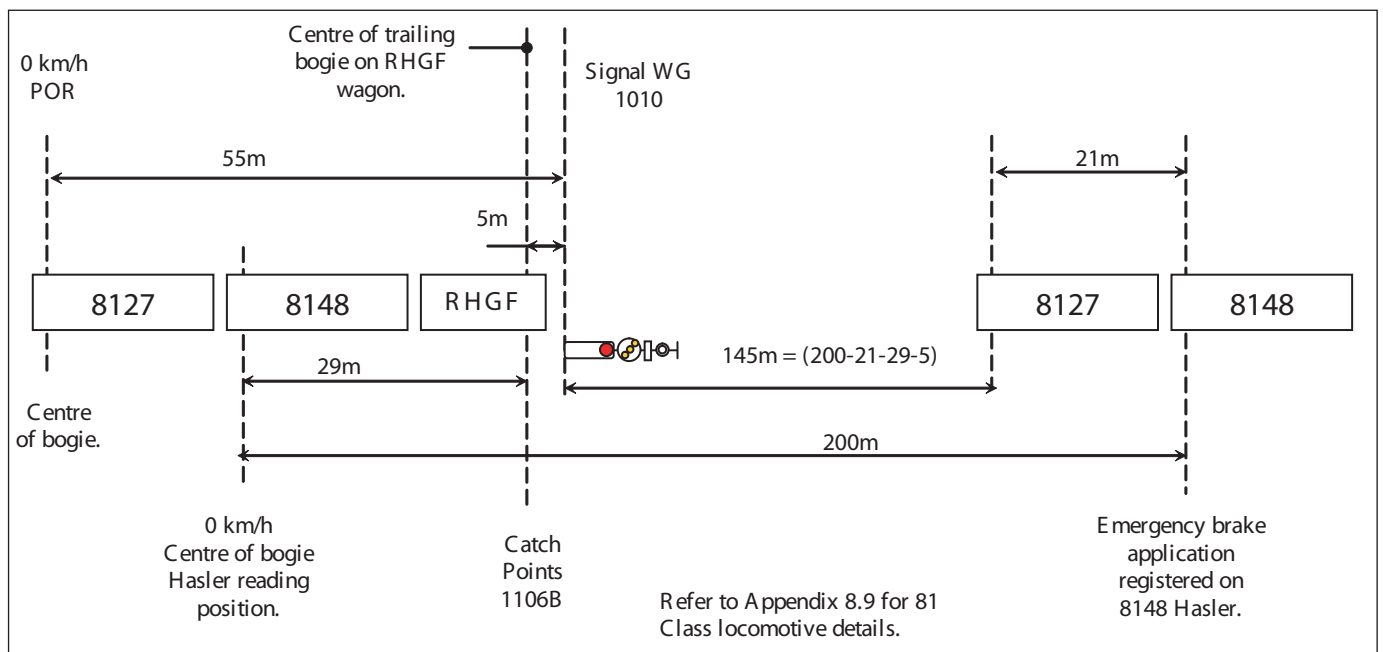 Centre of trailing
bogie on RHGF
wagon.
0 km/h
POR
Signal WG
1010
55m
21m
5m
8127
8148
RHGF
8127
8148
145m = (200-21-29-5)
29m
Centre
of bogie.
200m
0 km/h
Centre of bogie
Hasler reading
position.
Catch
Points
1106B
Emergency brake
application
registered on
8148 Hasler.
Refer to Appendix 8.9 for 81
Class locomotive details.